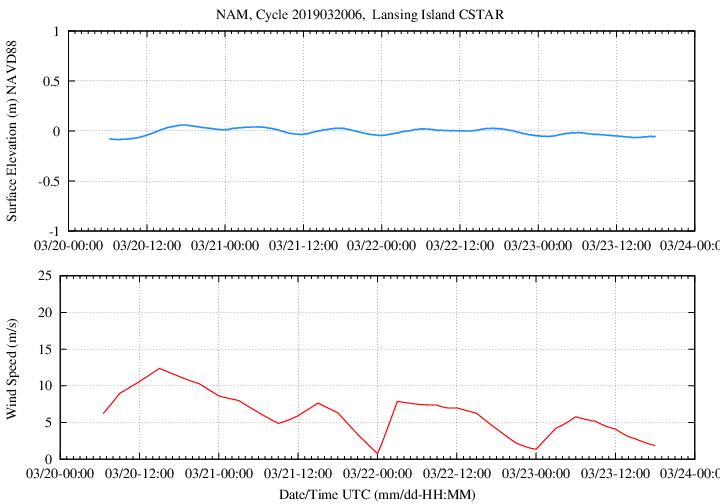 NAM, Cycle 2019032006,  Lansing Island CSTAR
Surface Elevation (m) NAVD88
1
0.5
0
-0.5
-1
03/20-00:00 03/20-12:00 03/21-00:00 03/21-12:00 03/22-00:00 03/22-12:00 03/23-00:00 03/23-12:00 03/24-00:0
Wind Speed (m/s)
25
20
15
10
5
0
03/20-00:00 03/20-12:00 03/21-00:00 03/21-12:00 03/22-00:00 03/22-12:00 03/23-00:00 03/23-12:00 03/24-00:0
Date/Time UTC (mm/dd-HH:MM)